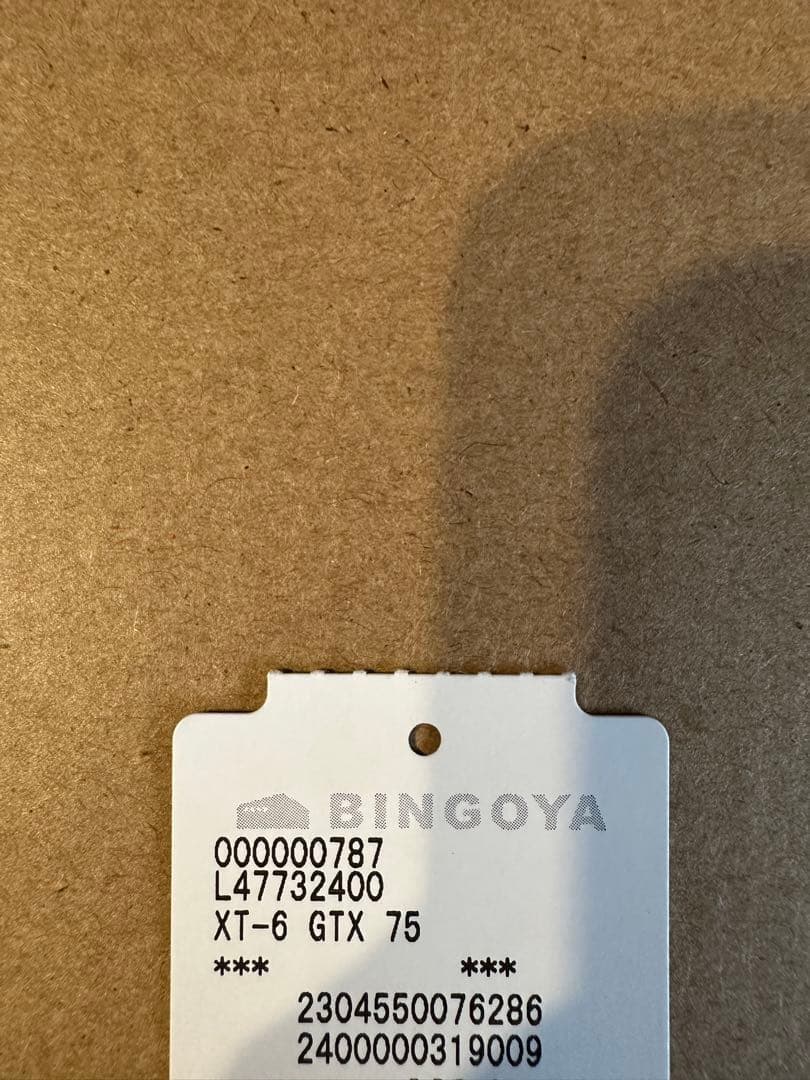 BINGOYA
000000787
L47732400
XT-6 GTX 75
*** ***
2304550076286
2400000319009